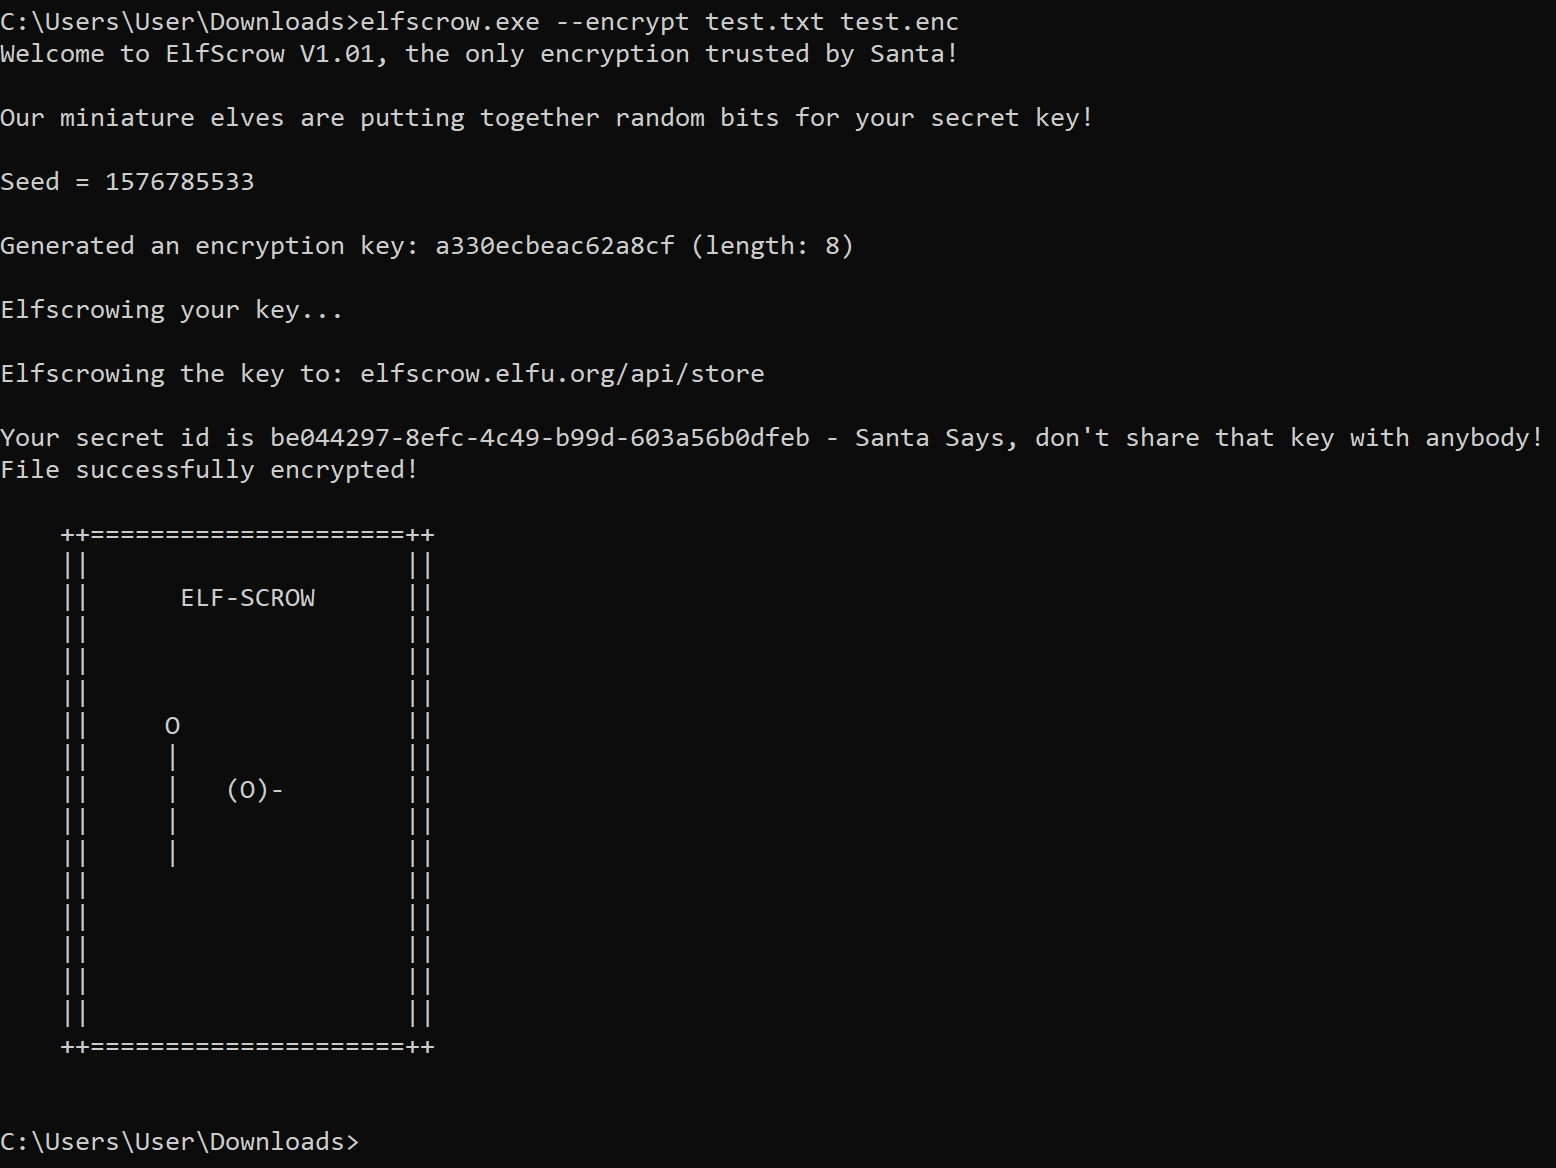 C:\Users\User\Downloads>elfscrow.exe --encrypt test.txt test.enc
Welcome to ElfScrow V1.01, the only encryption trusted by Santa!
Our miniature elves are putting together random bits for your secret key!
Seed = 1576785533
Generated an encryption key: a330ecbeac62a8cf (length: 8)
Elfscrowing your key...
Elfscrowing the key to: elfscrow.elfu.org/api/store
Your secret id is be044297-8efc-4c49-b99d-603a56b0dfeb - Santa Says, don't share that key with anybody!
File successfully encrypted!
    ++=====================++
    ||                     ||
    ||      ELF-SCROW      ||
    ||                     ||
    ||                     ||
    ||                     ||
    ||     O               ||
    ||     |               ||
    ||     |   (O)-        ||
    ||     |               ||
    ||     |               ||
    ||                     ||
    ||                     ||
    ||                     ||
    ||                     ||
    ||                     ||
    ++=====================++
C:\Users\User\Downloads>